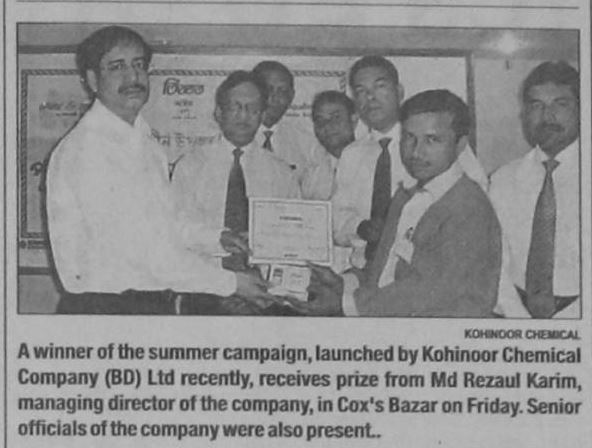 তিব্বত
KOHINOOR CHEMICAL
A winner of the summer campaign, launched by Kohinoor Chemical
Company (BD) Ltd recently, receives prize from Md Rezaul Karim,
managing director of the company, in Cox's Bazar on Friday. Senior
officials of the company were also present..